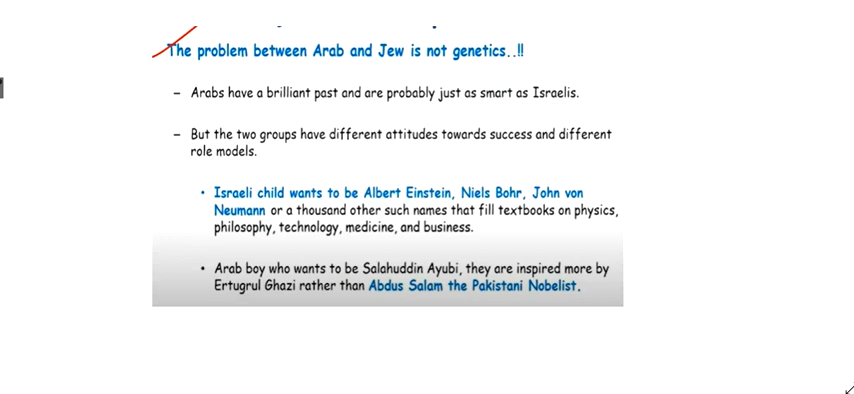 The problem between Arab and Jew is not genetics..!!
– Arabs have a brilliant past and are probably just as smart as Israelis.
– But the two groups have different attitudes towards success and different
role models.
• Israeli child wants to be Albert Einstein, Niels Bohr, John von
Neumann or a thousand other such names that fill textbooks on physics,
philosophy, technology, medicine, and business.
• Arab boy who wants to be Salahuddin Ayubi, they are inspired more by
Ertugrul Ghazi rather than Abdus Salam the Pakistani Nobelist.